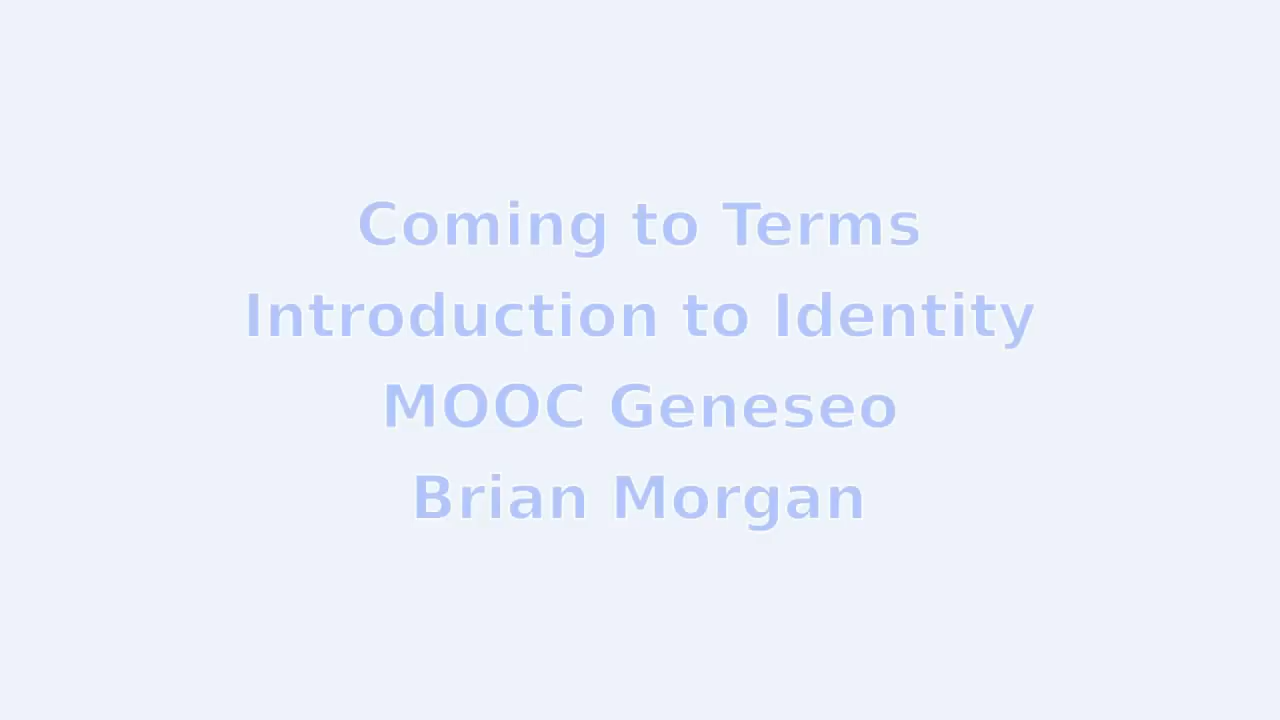 Coming to Terms
Introduction to Identity
MOOC Geneseo
Brian Morgan